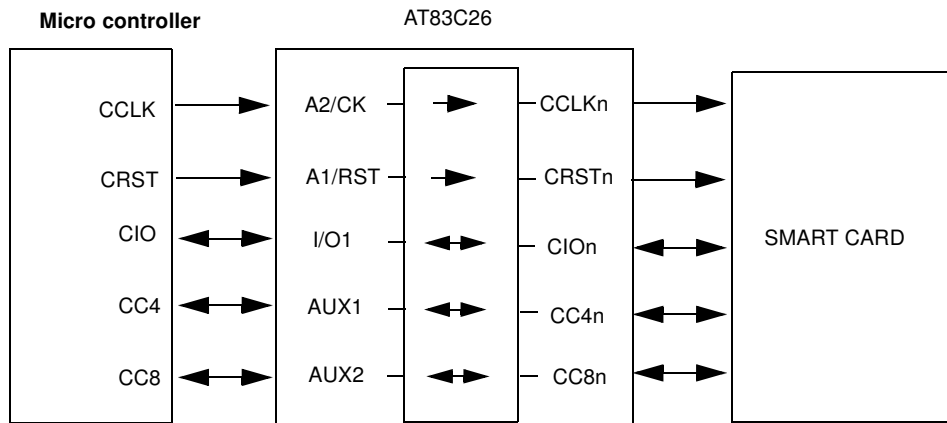 Micro controller
AT83C26
CCLK
A2/CK
CCLKn
CRST
A1/RST
CRSTn
CIO
I/O1
CIOn
SMART CARD
CC4
AUX1
CC4n
CC8
AUX2
CC8n